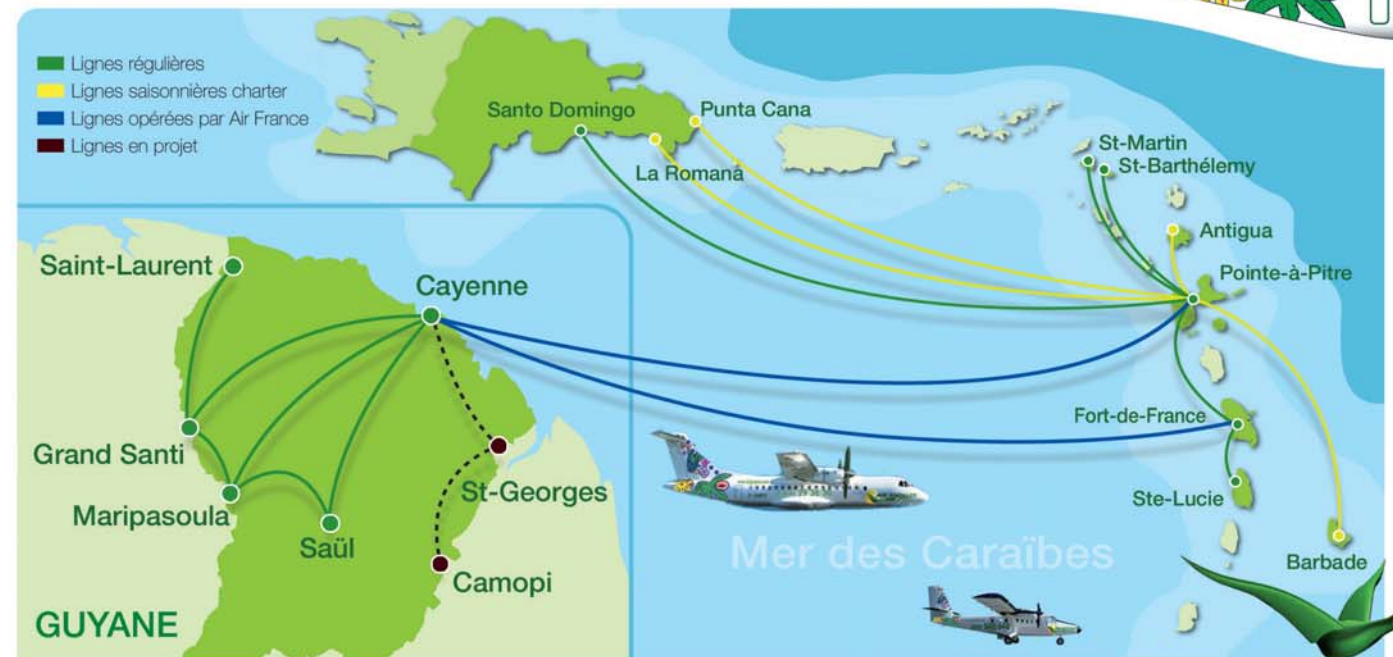 Lignes régulières
Lignes saisonnières charter
Lignes opérées par Air France
Lignes en projet
Santo Domingo
Punta Cana
La Romana
St-Martin
St-Barthélemy
Antigua
Pointe-à-Pitre
Saint-Laurent
Cayenne
Fort-de-France
Grand Santi
St-Georges
Maripasoula
Ste-Lucie
Saül
Mer des Caraïbes
Barbade
Camopi
GUYANE